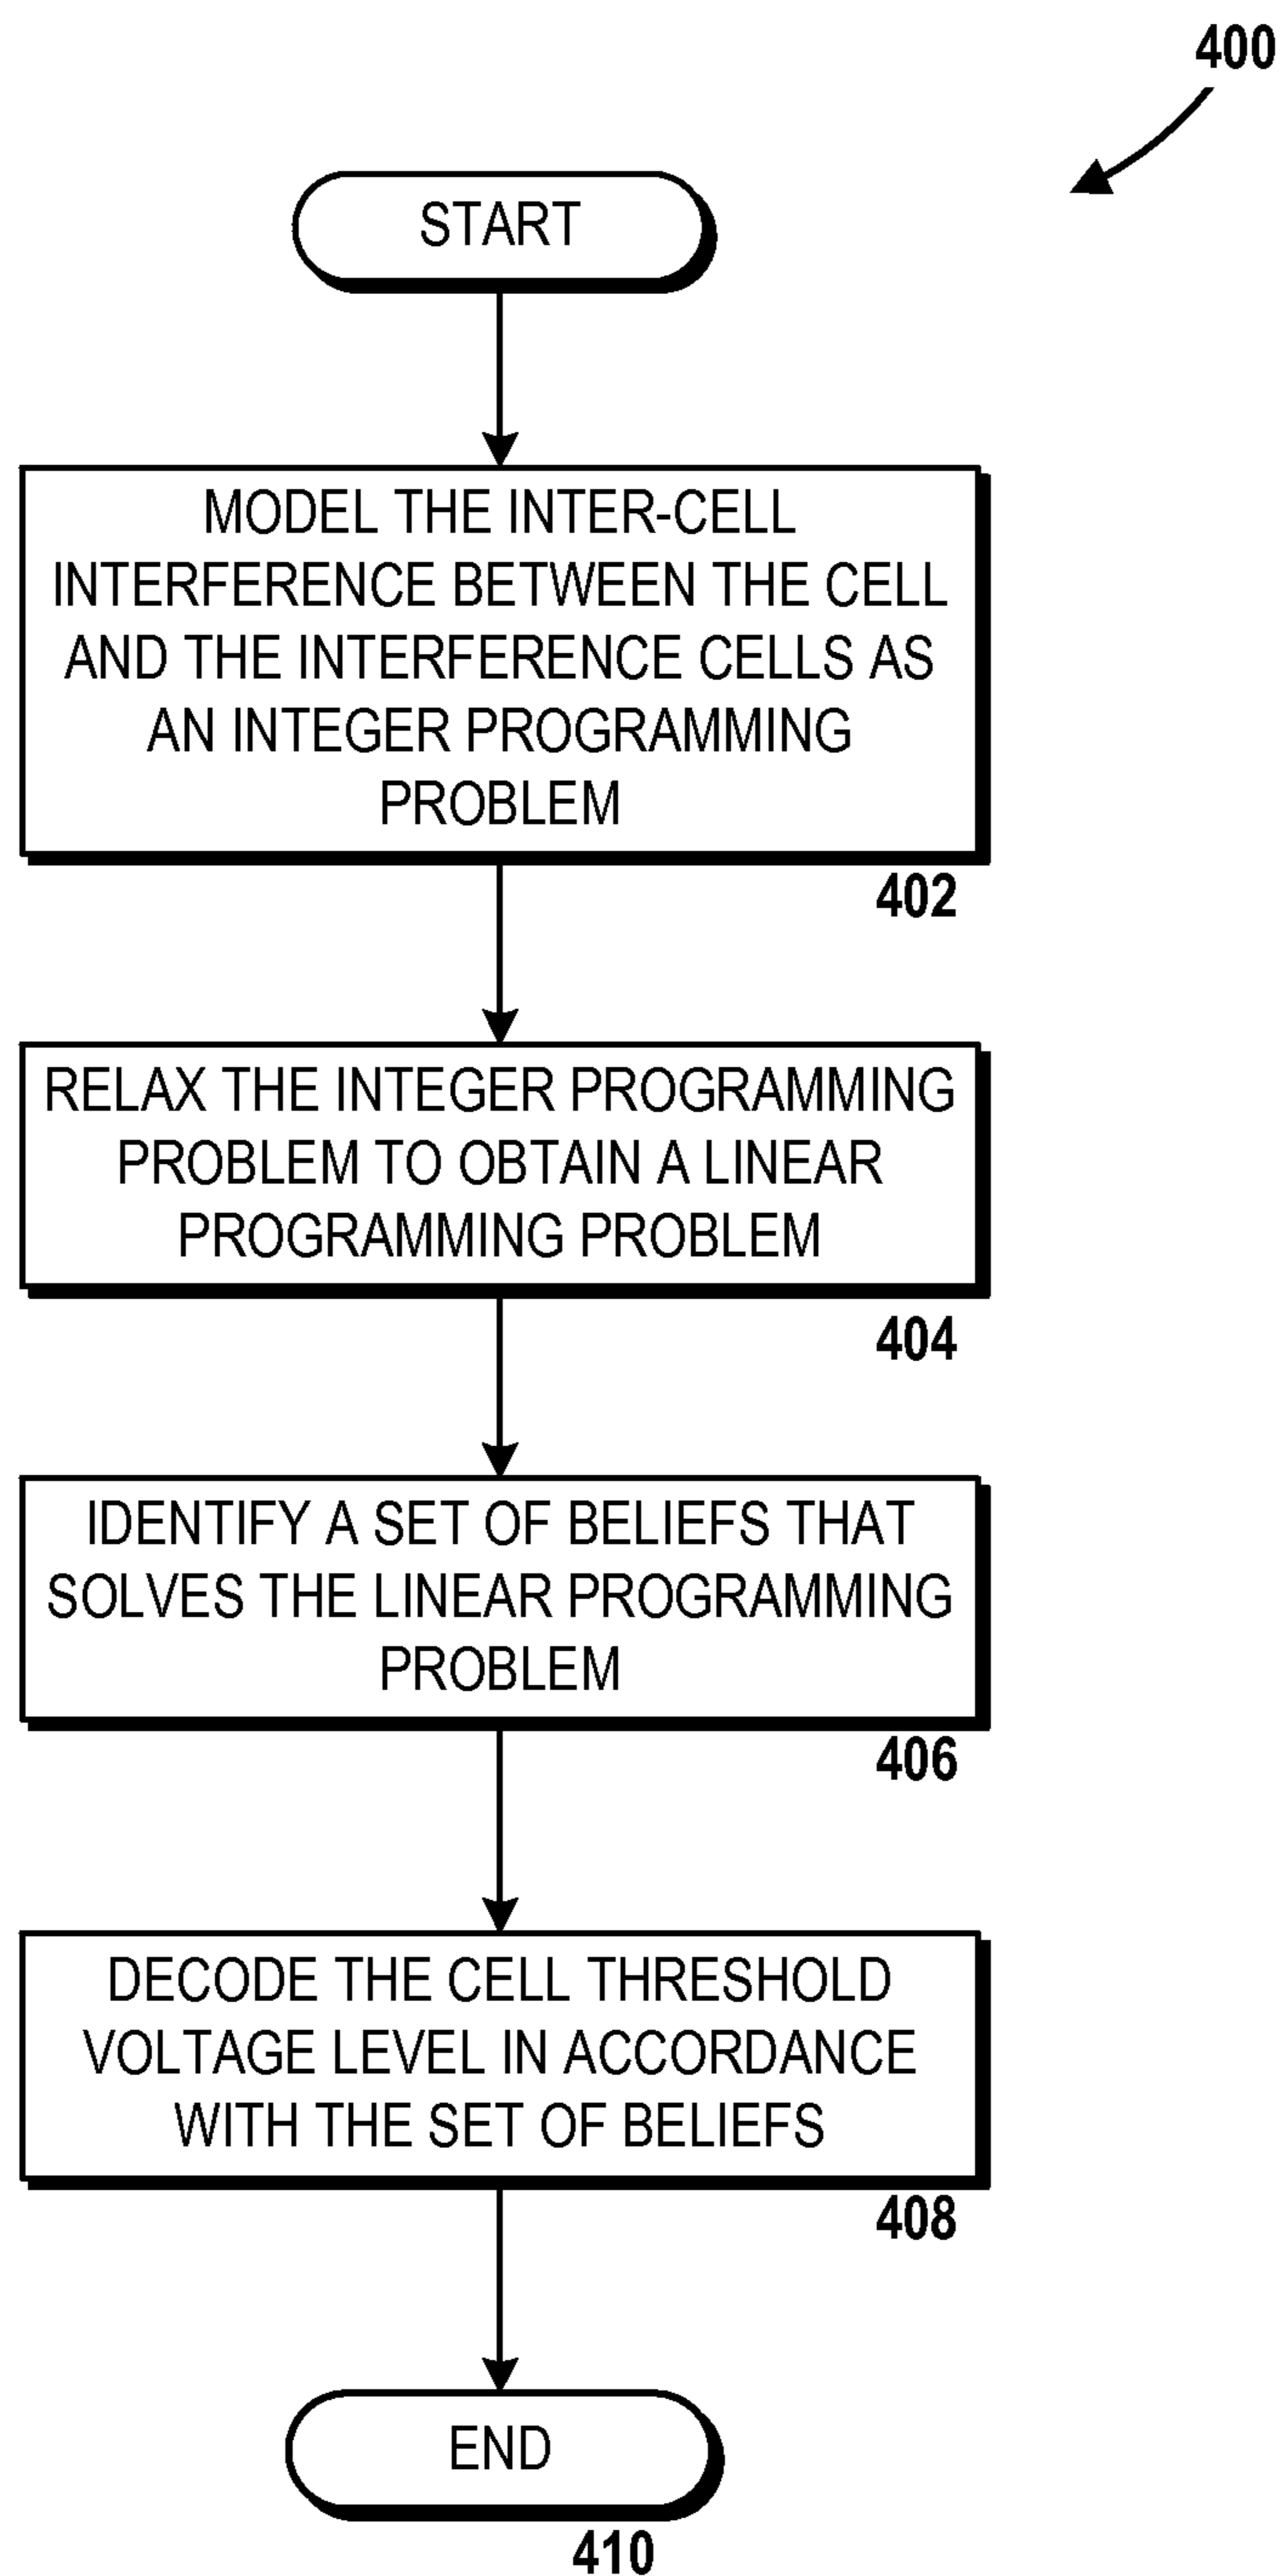 400
START
MODEL THE INTER-CELL
INTERFERENCE BETWEEN THE CELL
AND THE INTERFERENCE CELLS AS
AN INTEGER PROGRAMMING
PROBLEM
402
RELAX THE INTEGER PROGRAMMING
PROBLEM TO OBTAIN A LINEAR
PROGRAMMING PROBLEM
404
IDENTIFY A SET OF BELIEFS THAT
SOLVES THE LINEAR PROGRAMMING
PROBLEM
406
DECODE THE CELL THRESHOLD
VOLTAGE LEVEL IN ACCORDANCE
WITH THE SET OF BELIEFS
408
END
410